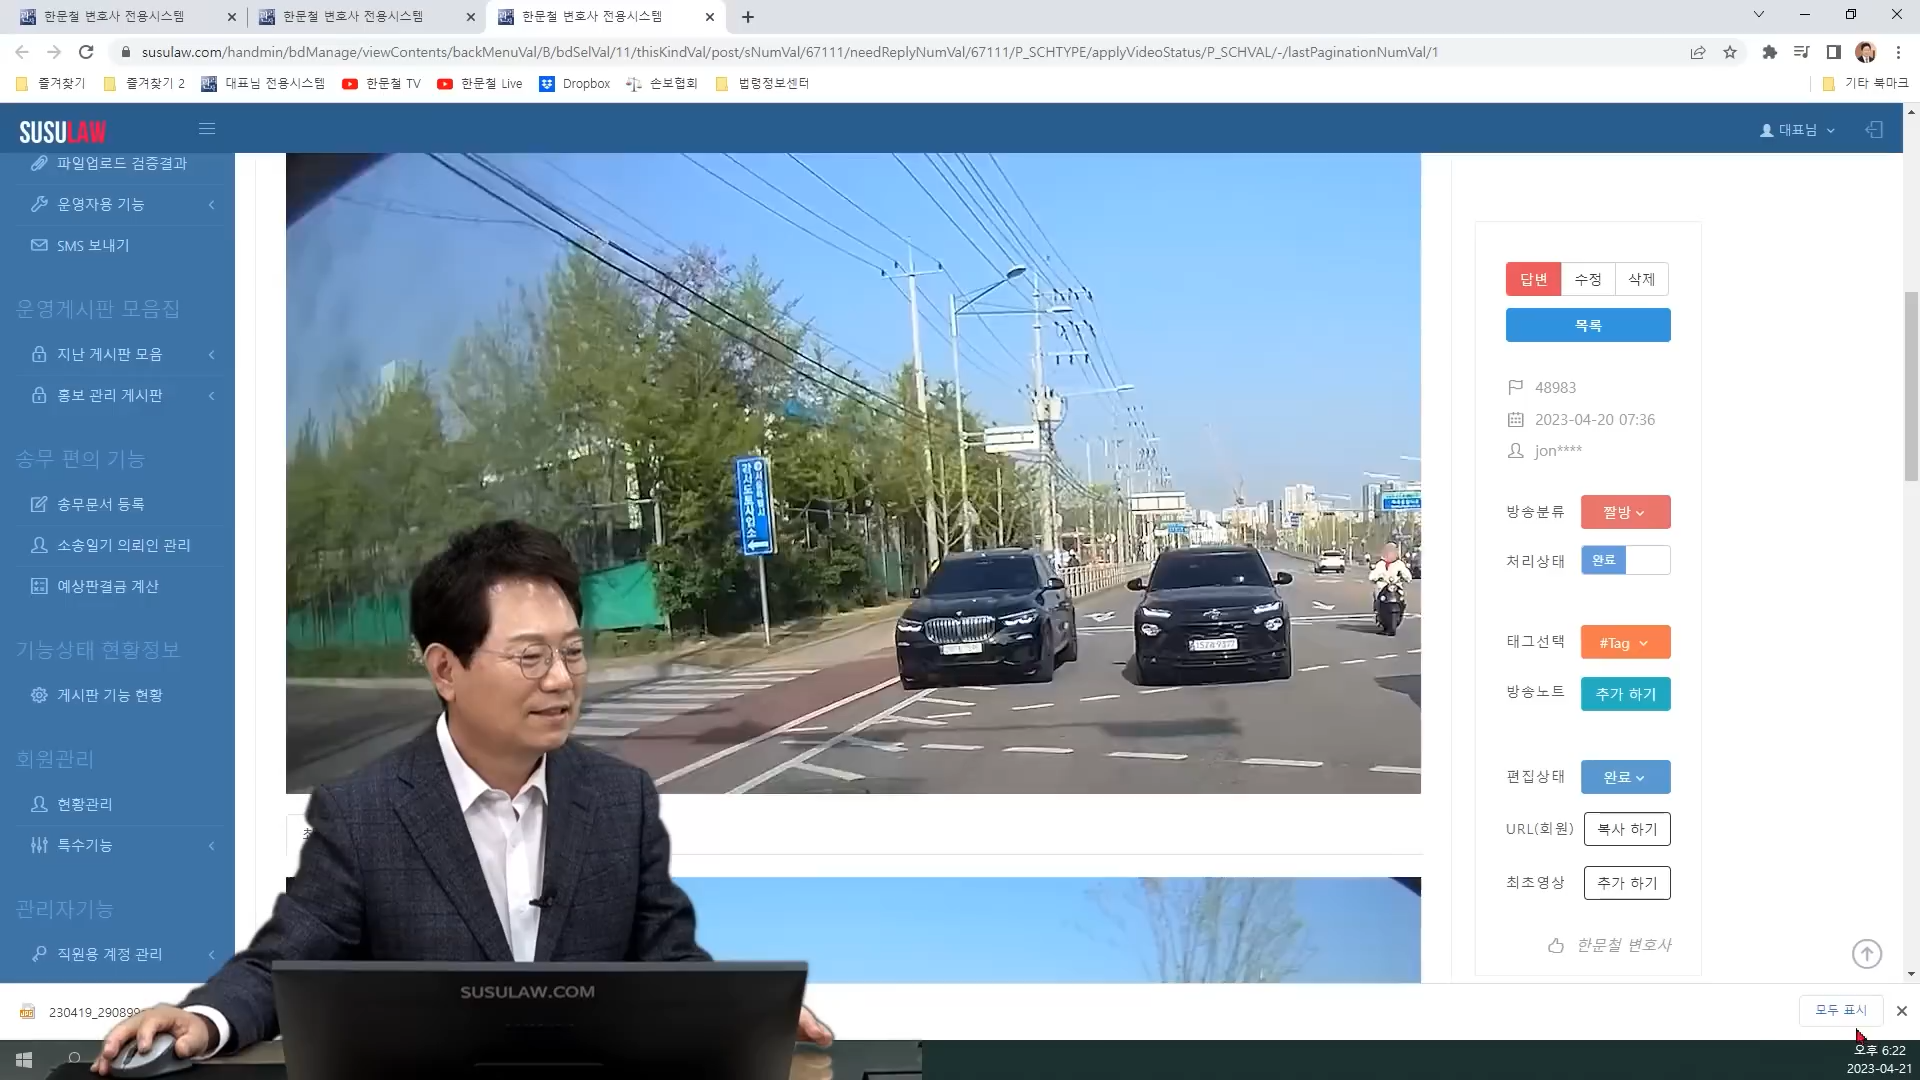 한문철 변호사 전용시스템
한문철 변호사 전용시스템
한문철 변호사 전용시스템
susulaw.com/handmin/bdManage/viewContents/backMenuVal/B/bdSelVal/11/thisKindVal/post/sNumVal/67111/needReplyNumVal/67111/P_SCHTYPE/applyVideoStatus/P_SCHVAL/-/lastPaginationNumVal/1
즐겨찾기 즐겨찾기 2 대표님 전용시스템 한문철 TV 한문철 Live Dropbox 손보협회 법령정보센터 기타 북마크
SUSULAW 대표님
파일업로드 검증결과
운영자용 기능
SMS 보내기
운영게시판 모음집
지난 게시판 모음
홍보 관리 게시판
송무 편의 기능
송무문서 등록
소송일기 의뢰인 관리
예상판결금 계산
기능상태 현황정보
게시판 기능 현황
회원관리
현황관리
특수기능
관리자기능
직원용 계정 관리
강서도로사업소
답변 수정 삭제
목록
48983
2023-04-20 07:36
jon****
방송분류 짤방
처리상태 완료
태그선택 #Tag
방송노트 추가 하기
편집상태 완료
URL(회원) 복사 하기
최초영상 추가 하기
한문철 변호사
SUSULAW.COM
230419_290899
모두 표시
오후 6:22
2023-04-21